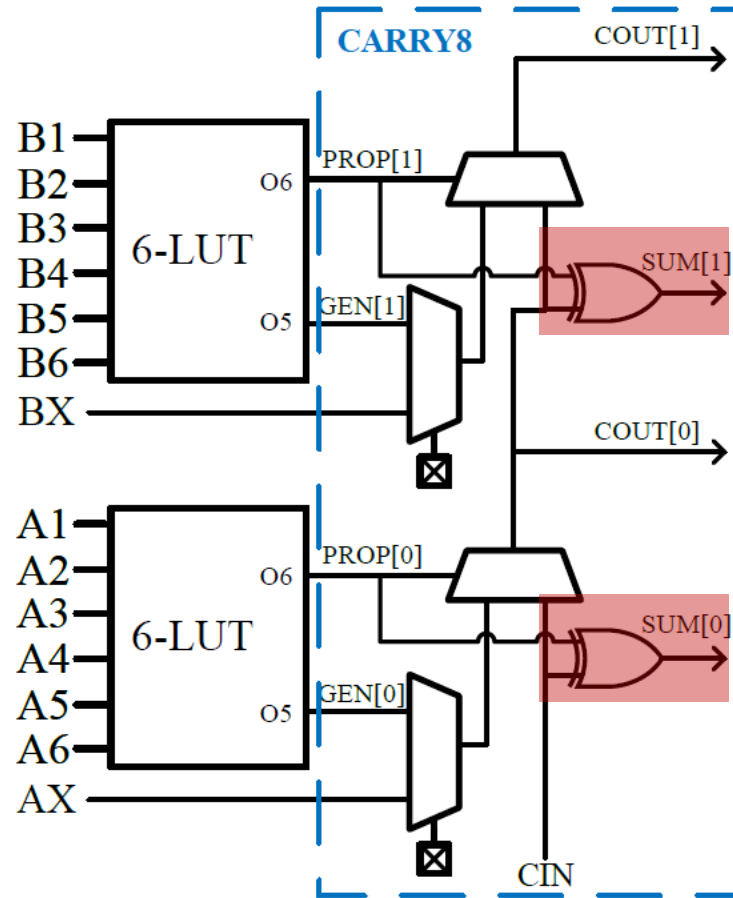 CARRY8
COUT[1]
B1
B2
B3
B4
B5
B6
BX
6-LUT
O6
O5
PROP[1]
GEN[1]
SUM[1]
COUT[0]
A1
A2
A3
A4
A5
A6
AX
6-LUT
O6
O5
PROP[0]
GEN[0]
SUM[0]
CIN